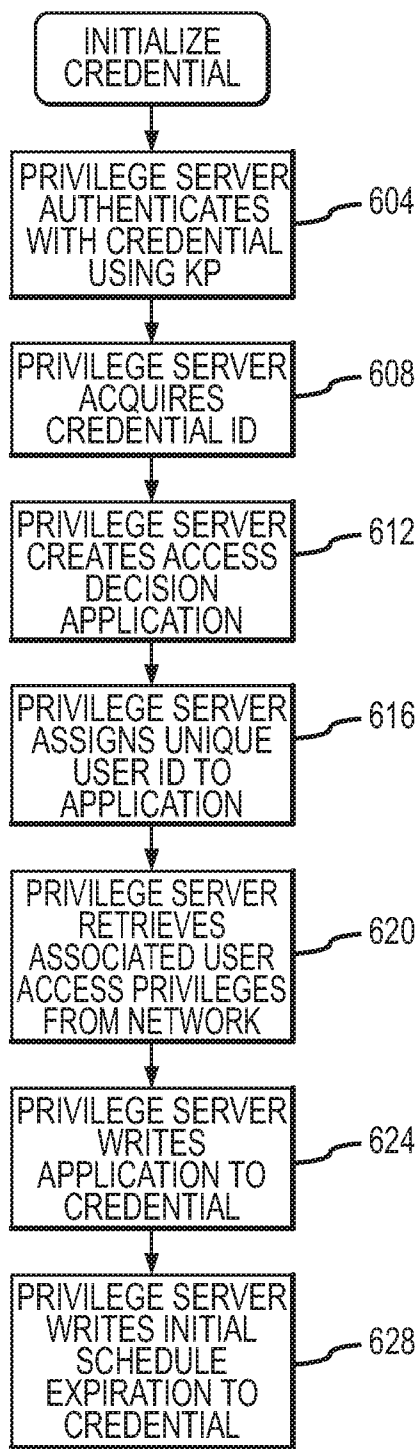 INITIALIZE
CREDENTIAL
PRIVILEGE SERVER
AUTHENTICATES
WITH CREDENTIAL
USING KP
604
PRIVILEGE SERVER
ACQUIRES
CREDENTIAL ID
608
PRIVILEGE SERVER
CREATES ACCESS
DECISION
APPLICATION
612
PRIVILEGE SERVER
ASSIGNS UNIQUE
USER ID TO
APPLICATION
616
PRIVILEGE SERVER
RETRIEVES
ASSOCIATED USER
ACCESS PRIVILEGES
FROM NETWORK
620
PRIVILEGE SERVER
WRITES
APPLICATION TO
CREDENTIAL
624
PRIVILEGE SERVER
WRITES INITIAL
SCHEDULE
EXPIRATION TO
CREDENTIAL
628